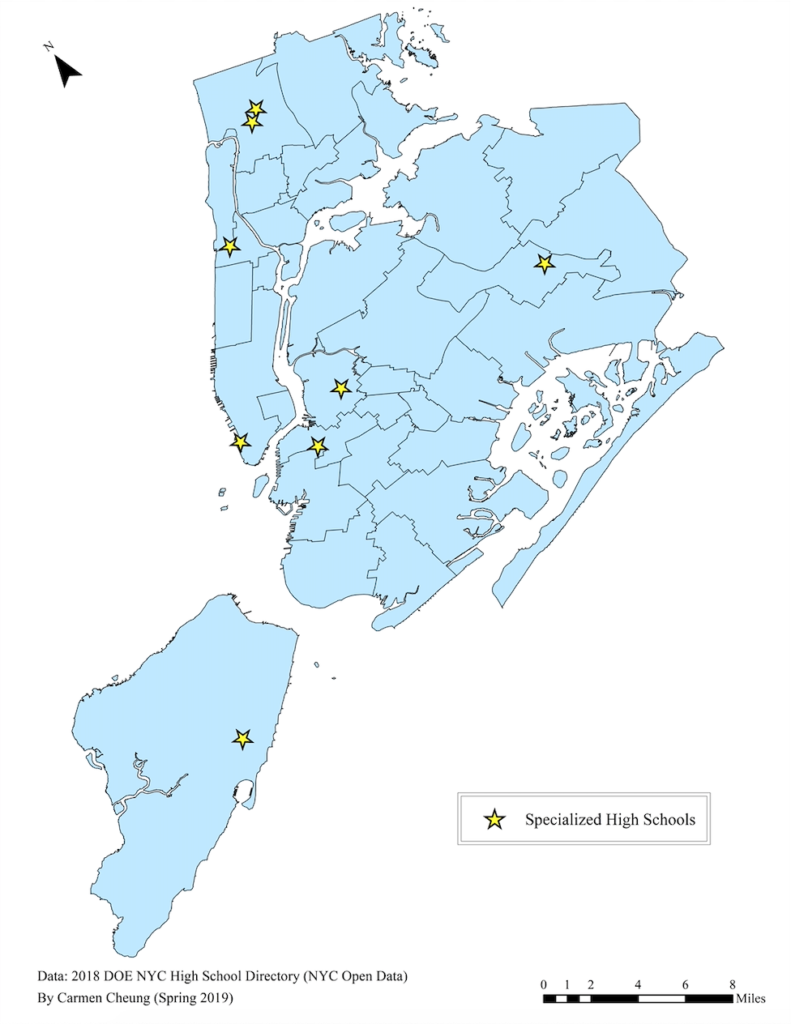 N
Specialized High Schools
Data: 2018 DOE NYC High School Directory (NYC Open Data)
By Carmen Cheung (Spring 2019)
0 1 2 4 6 8
Miles